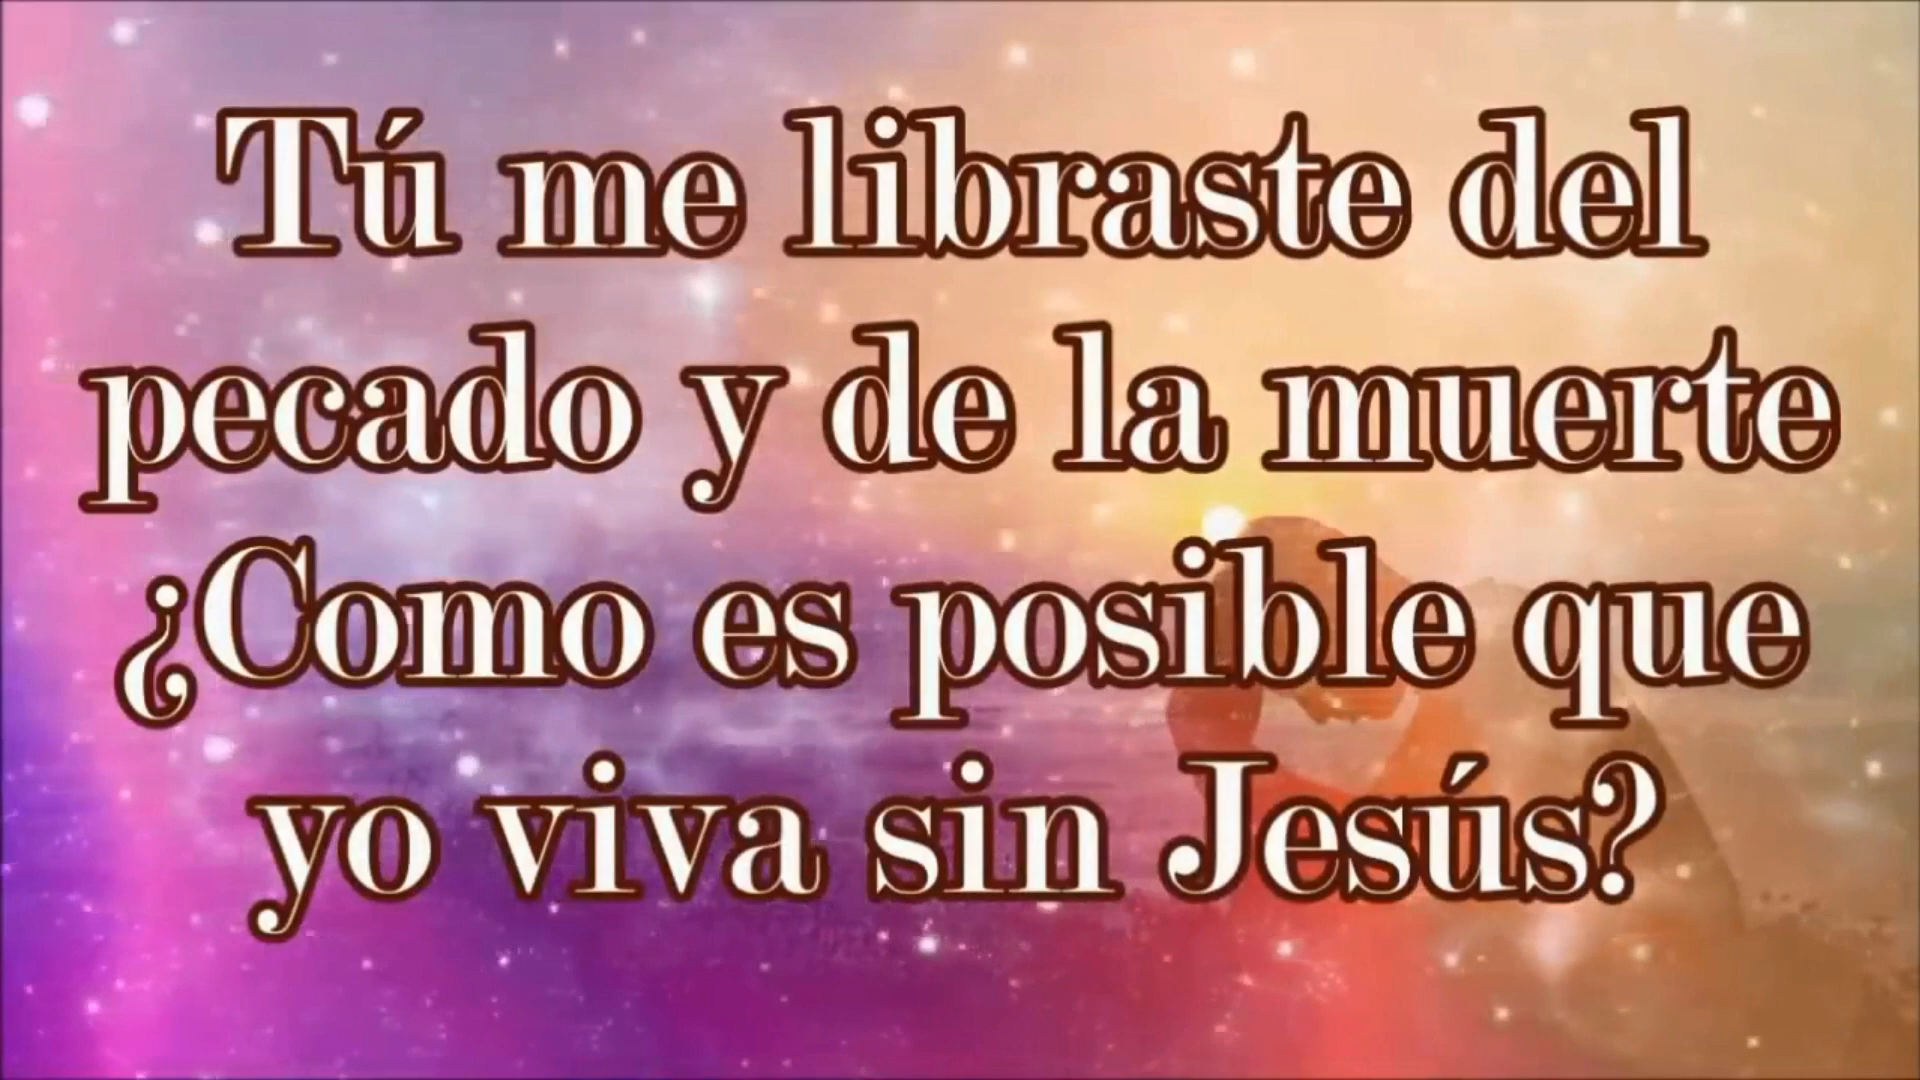 Tú me libraste del
pecado y de la muerte
¿Como es posible que
yo viva sin Jesús?